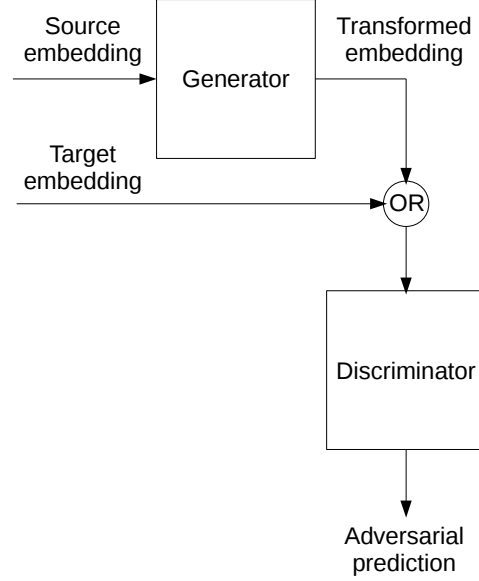 Source
embedding
Generator
Transformed
embedding
Target
embedding
OR
Discriminator
Adversarial
prediction